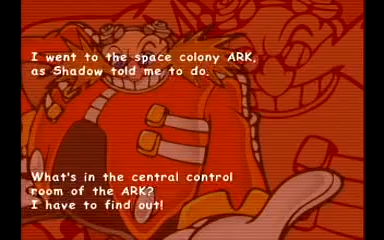 I went to the space colony ARK,
as Shadow told me to do.
What's in the central control
room of the ARK?
I have to find out!